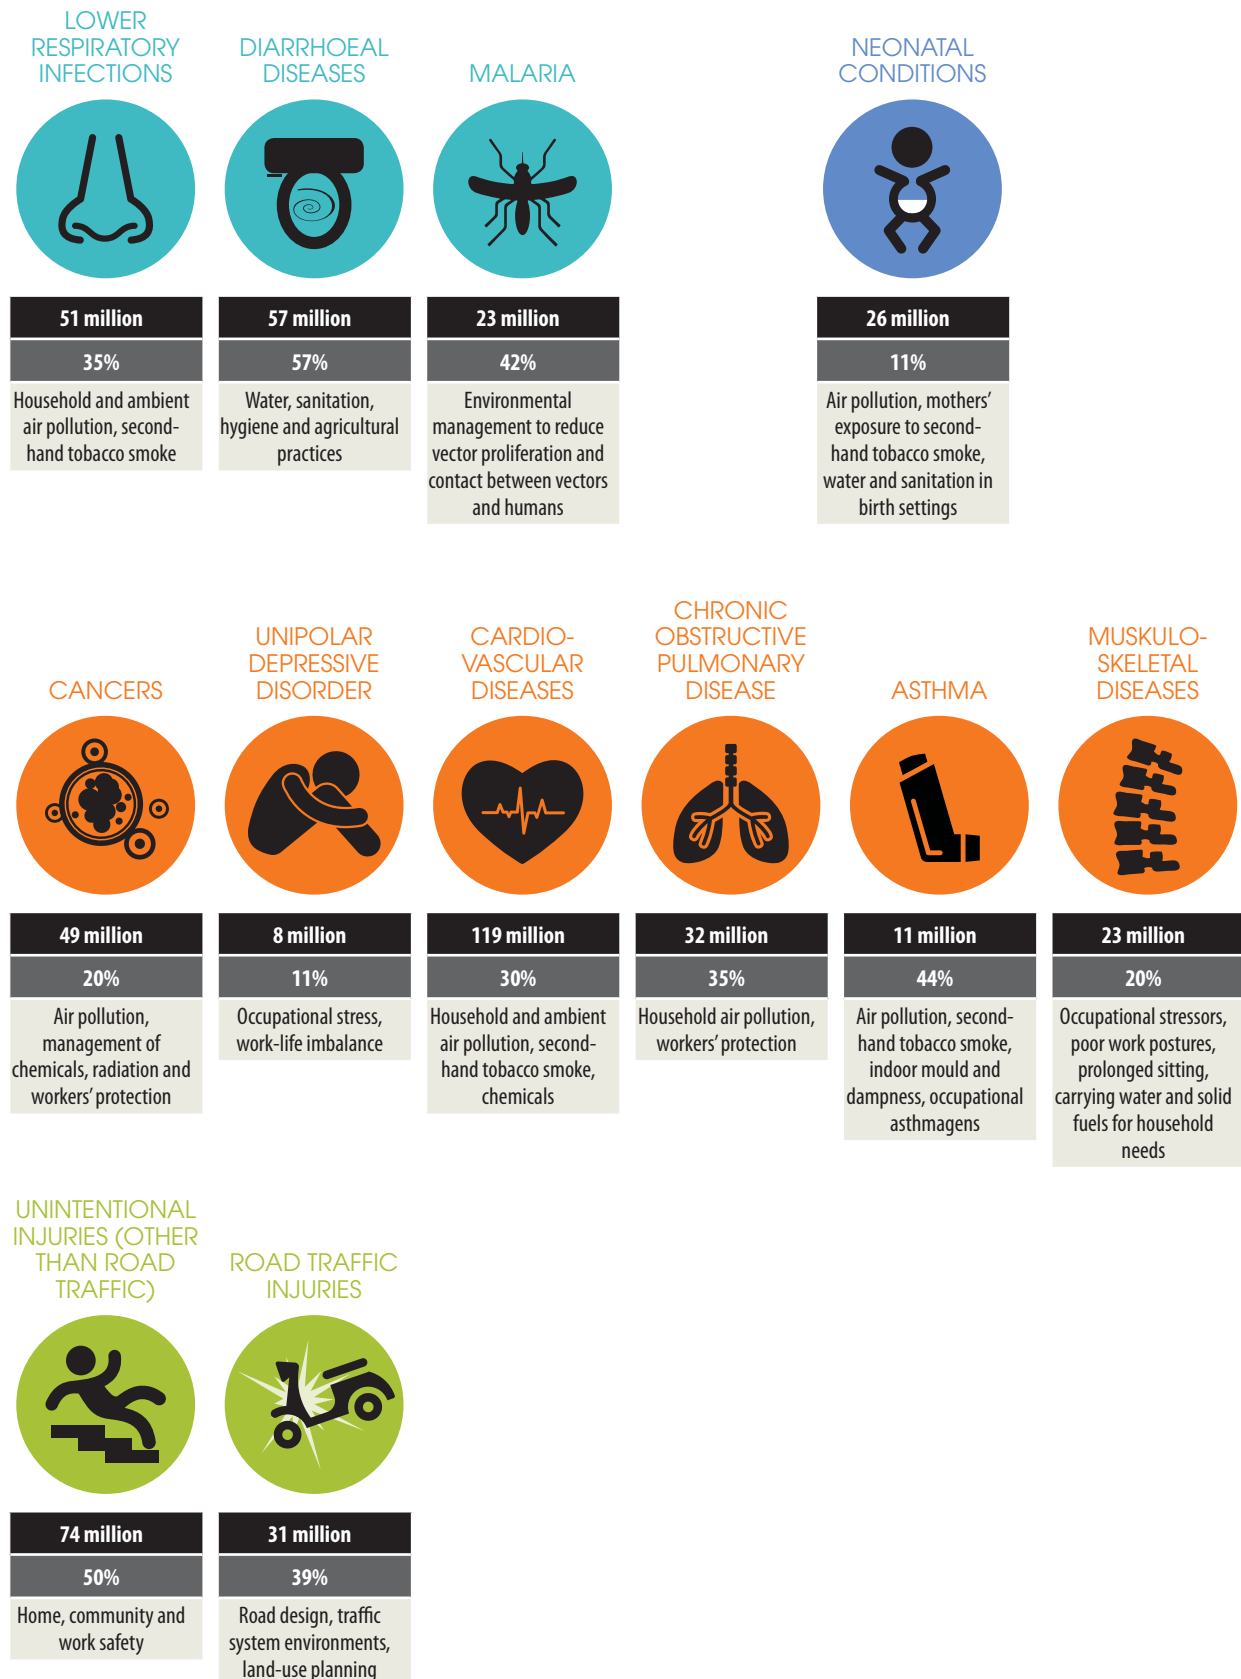 LOWER
RESPIRATORY
INFECTIONS
51 million
35%
Household and ambient
air pollution, second-
hand tobacco smoke
DIARRHOEAL
DISEASES
57 million
57%
Water, sanitation,
hygiene and agricultural
practices
MALARIA
23 million
42%
Environmental
management to reduce
vector proliferation and
contact between vectors
and humans
NEONATAL
CONDITIONS
26 million
11%
Air pollution, mothers’
exposure to second-
hand tobacco smoke,
water and sanitation in
birth settings
CANCERS
49 million
20%
Air pollution,
management of
chemicals, radiation and
workers’ protection
UNIPOLAR
DEPRESSIVE
DISORDER
8 million
11%
Occupational stress,
work-life imbalance
CARDIO-
VASCULAR
DISEASES
119 million
30%
Household and ambient
air pollution, second-
hand tobacco smoke,
chemicals
CHRONIC
OBSTRUCTIVE
PULMONARY
DISEASE
32 million
35%
Household air pollution,
workers’ protection
ASTHMA
11 million
44%
Air pollution, second-
hand tobacco smoke,
indoor mould and
dampness, occupational
asthmagens
MUSKULO-
SKELETAL
DISEASES
23 million
20%
Occupational stressors,
poor work postures,
prolonged sitting,
carrying water and solid
fuels for household
needs
UNINTENTIONAL
INJURIES (OTHER
THAN ROAD
TRAFFIC)
74 million
50%
Home, community and
work safety
ROAD TRAFFIC
INJURIES
31 million
39%
Road design, traffic
system environments,
land-use planning